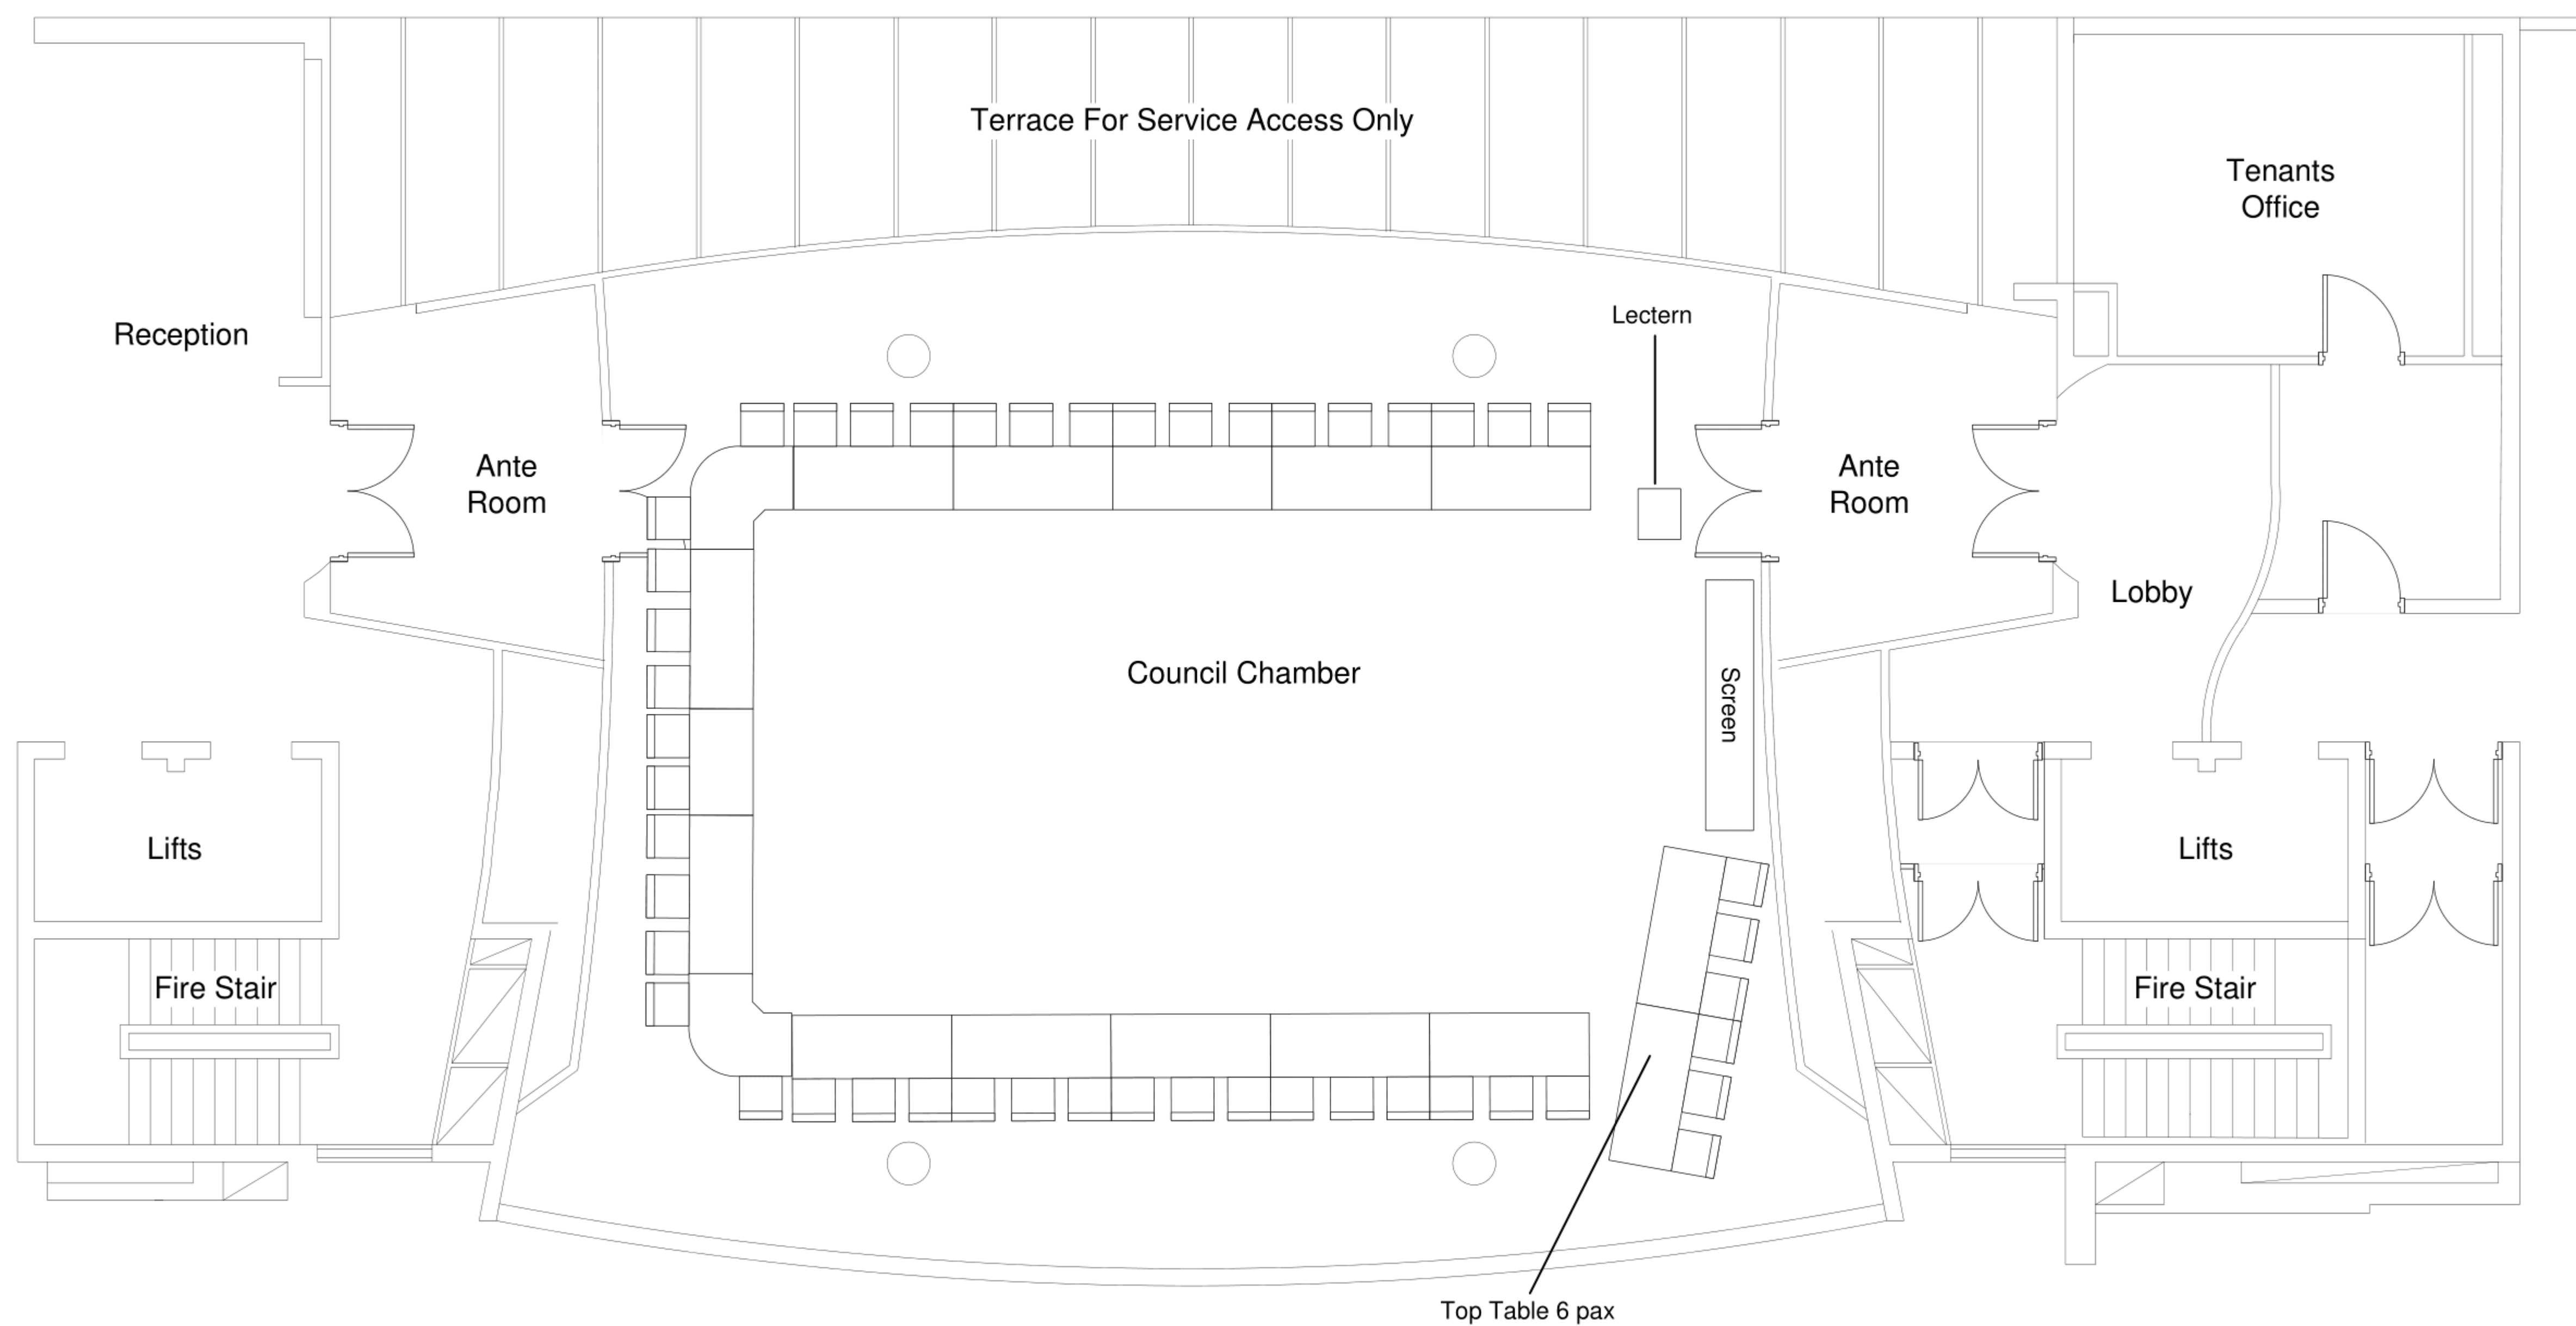 Terrace For Service Access Only
Tenants
Office
Reception
Lectern
Ante
Room
Ante
Room
Lobby
Council Chamber
Screen
Lifts
Lifts
Fire Stair
Fire Stair
Top Table 6 pax